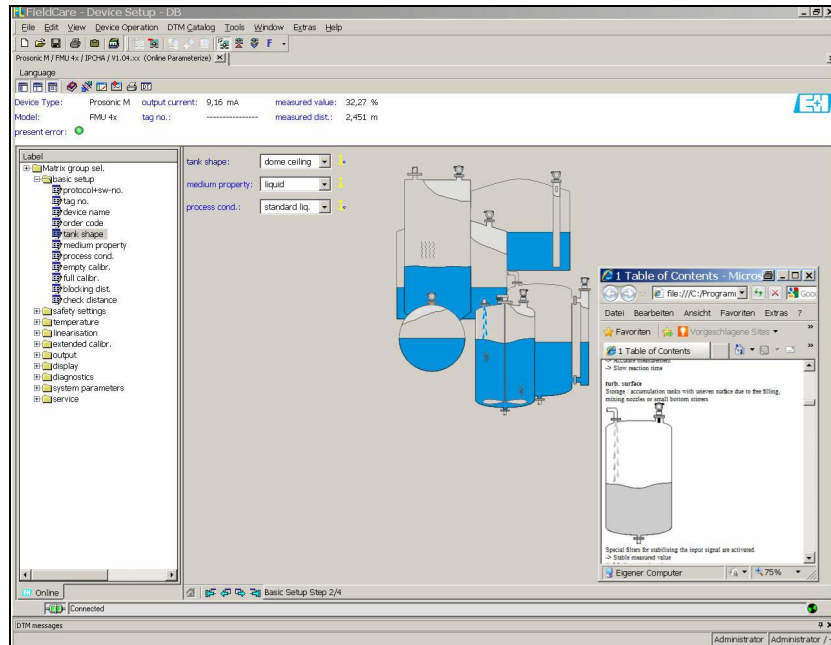 FieldCare - Device Setup - DB
File Edit View Device Operation DTM Catalog Tools Window Extras Help
Prosonic M / FMU 4x / IPCHA / V1.04.xx (Online Parameterize)
Language
Device Type: Prosonic M output current: 9,16 mA measured value: 32,27 %
Model: FMU 4x tag no.: --------------- measured dist.: 2,451 m
present error:
Label
Matrix group sel.
basic setup
protocol+sw-no.
tag no.
device name
order code
tank shape
medium property
process cond.
empty calibr.
full calibr.
blocking dist.
check distance
safety settings
temperature
linearisation
extended calibr.
output
display
diagnostics
system parameters
service
tank shape: dome ceiling
medium property: liquid
process cond.: standard liq.
1 Table of Contents - Micros
file:///C:/Program
Datei Bearbeiten Ansicht Favoriten Extras ?
Favoriten Vorgeschlagene Sites
1 Table of Contents
-> Accurate measurement
-> Slow reaction time
turb. surface
Storage / accumulation tanks with uneven surface due to free filling,
mixing nozzles or small bottom stirrers
Special filters for stabilising the input signal are activated.
-> Stable measured value
Eigener Computer 75%
Online
Basic Setup Step 2/4
Connected
DTM messages
Administrator Administrator /